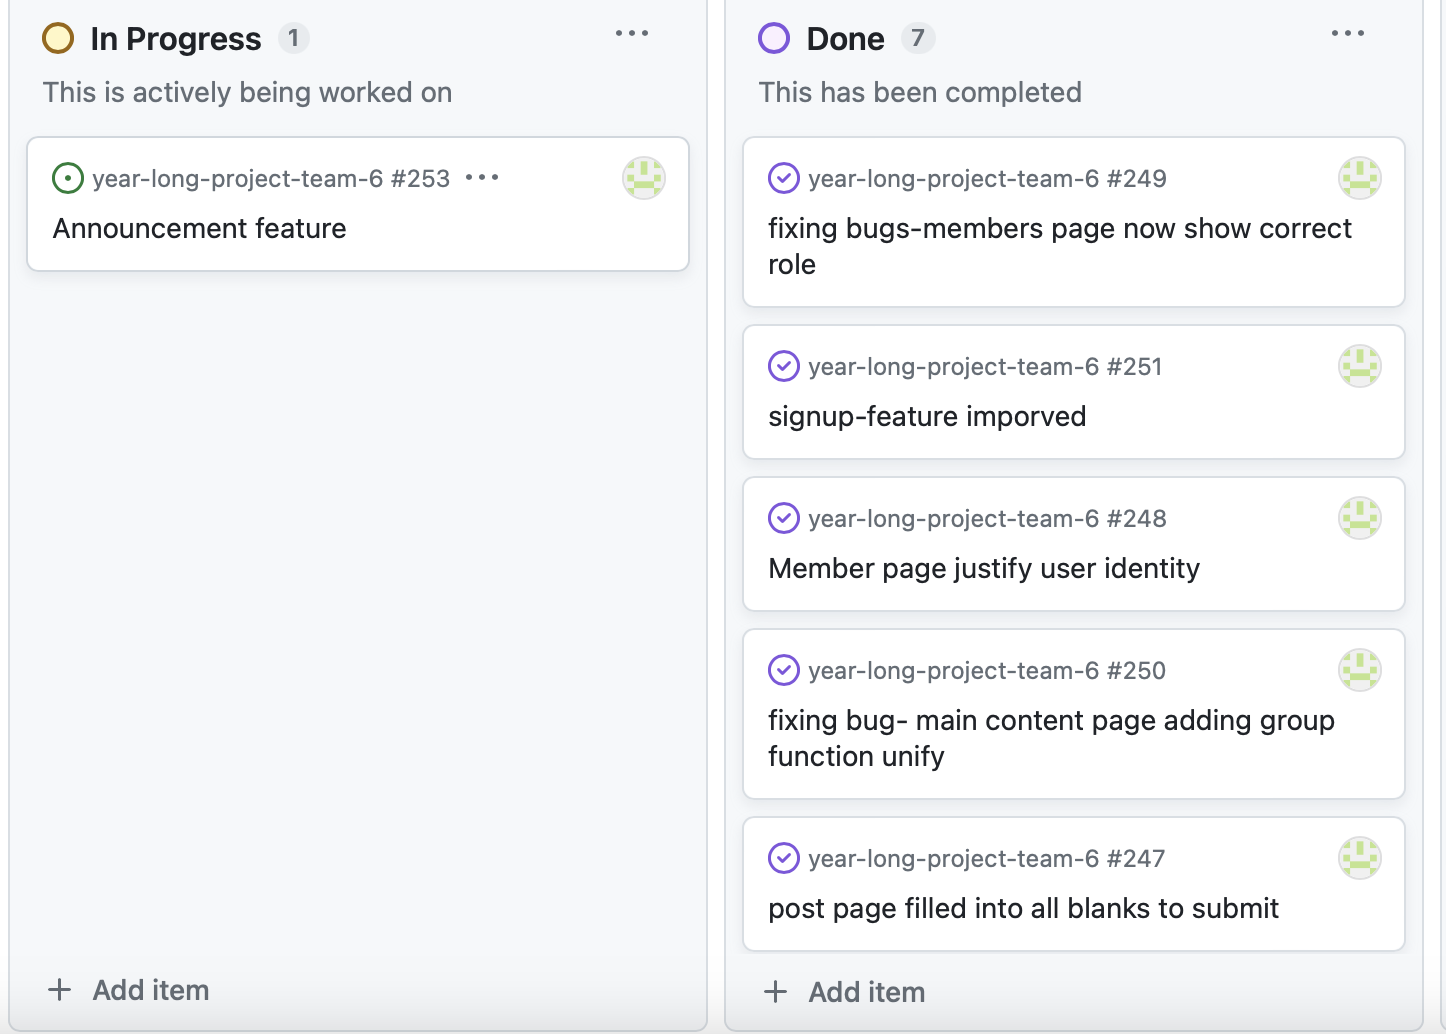 In Progress 1
This is actively being worked on
year-long-project-team-6 #253
Announcement feature
Add item
Done 7
This has been completed
year-long-project-team-6 #249
fixing bugs-members page now show correct
role
year-long-project-team-6 #251
signup-feature imporved
year-long-project-team-6 #248
Member page justify user identity
year-long-project-team-6 #250
fixing bug- main content page adding group
function unify
year-long-project-team-6 #247
post page filled into all blanks to submit
Add item